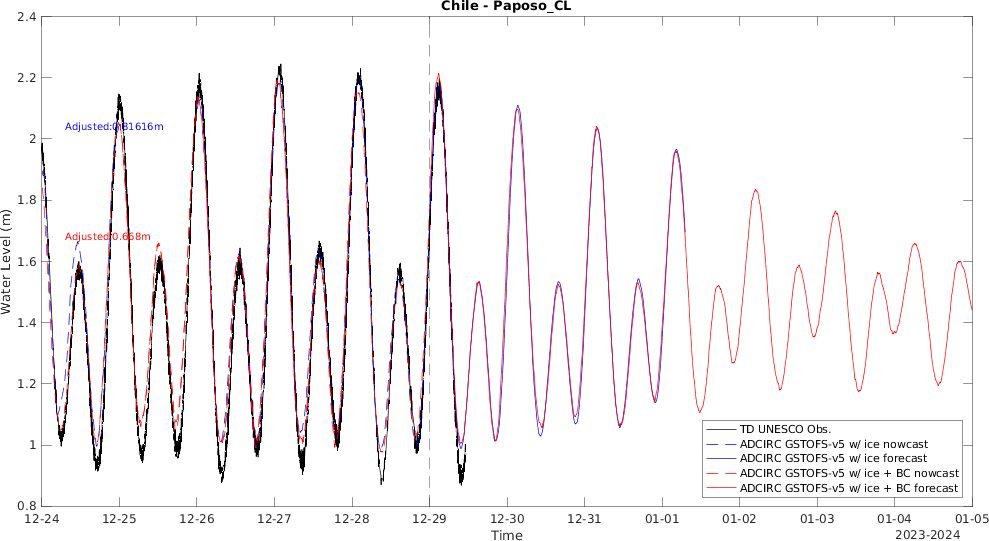 Chile - Paposo_CL
2.4
2.2
2
1.8
1.6
1.4
1.2
1
0.8
Water Level (m)
Adjusted:0.81616m
Adjusted:0.668m
TD UNESCO Obs.
ADCIRC GSTOFS-v5 w/ ice nowcast
ADCIRC GSTOFS-v5 w/ ice forecast
ADCIRC GSTOFS-v5 w/ ice + BC nowcast
ADCIRC GSTOFS-v5 w/ ice + BC forecast
12-24 12-25 12-26 12-27 12-28 12-29 12-30 12-31 01-01 01-02 01-03 01-04 01-05
Time
2023-2024